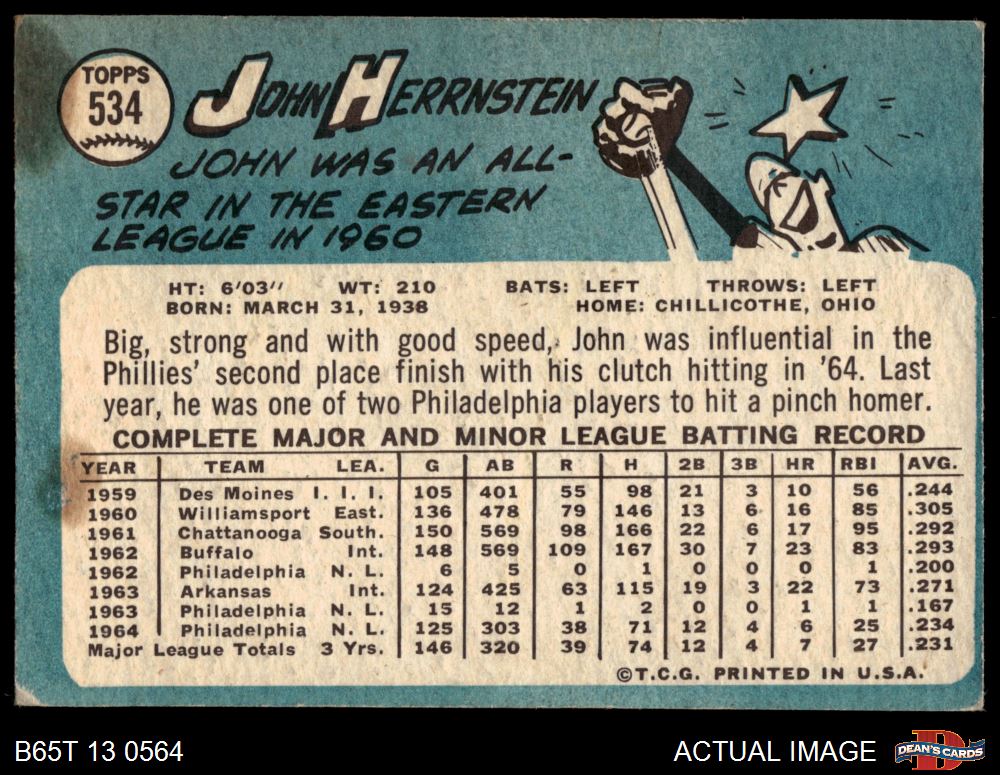 TOPPS
534
JOHN HERRNSTEIN
JOHN WAS AN ALL-
STAR IN THE EASTERN
LEAGUE IN 1960
HT: 6'03" WT: 210 BATS: LEFT THROWS: LEFT
BORN: MARCH 31, 1938 HOME: CHILLICOTHE, OHIO
Big, strong and with good speed, John was influential in the
Phillies' second place finish with his clutch hitting in '64. Last
year, he was one of two Philadelphia players to hit a pinch homer.
COMPLETE MAJOR AND MINOR LEAGUE BATTING RECORD
YEAR TEAM LEA. G AB R H 2B 3B HR RBI AVG.
1959 Des Moines I. I. I. 105 401 55 98 21 3 10 56 .244
1960 Williamsport East. 136 478 79 146 13 6 16 85 .305
1961 Chattanooga South. 150 569 98 166 22 6 17 95 .292
1962 Buffalo Int. 148 569 109 167 30 7 23 83 .293
1962 Philadelphia N. L. 6 5 0 1 0 0 0 1 .200
1963 Arkansas Int. 124 425 63 115 19 3 22 73 .271
1963 Philadelphia N. L. 15 12 1 2 0 0 1 1 .167
1964 Philadelphia N. L. 125 303 38 71 12 4 6 25 .234
Major League Totals 3 Yrs. 146 320 39 74 12 4 7 27 .231
©T.C.G. PRINTED IN U.S.A.
B65T 13 0564 ACTUAL IMAGE DEAN'S CARDS